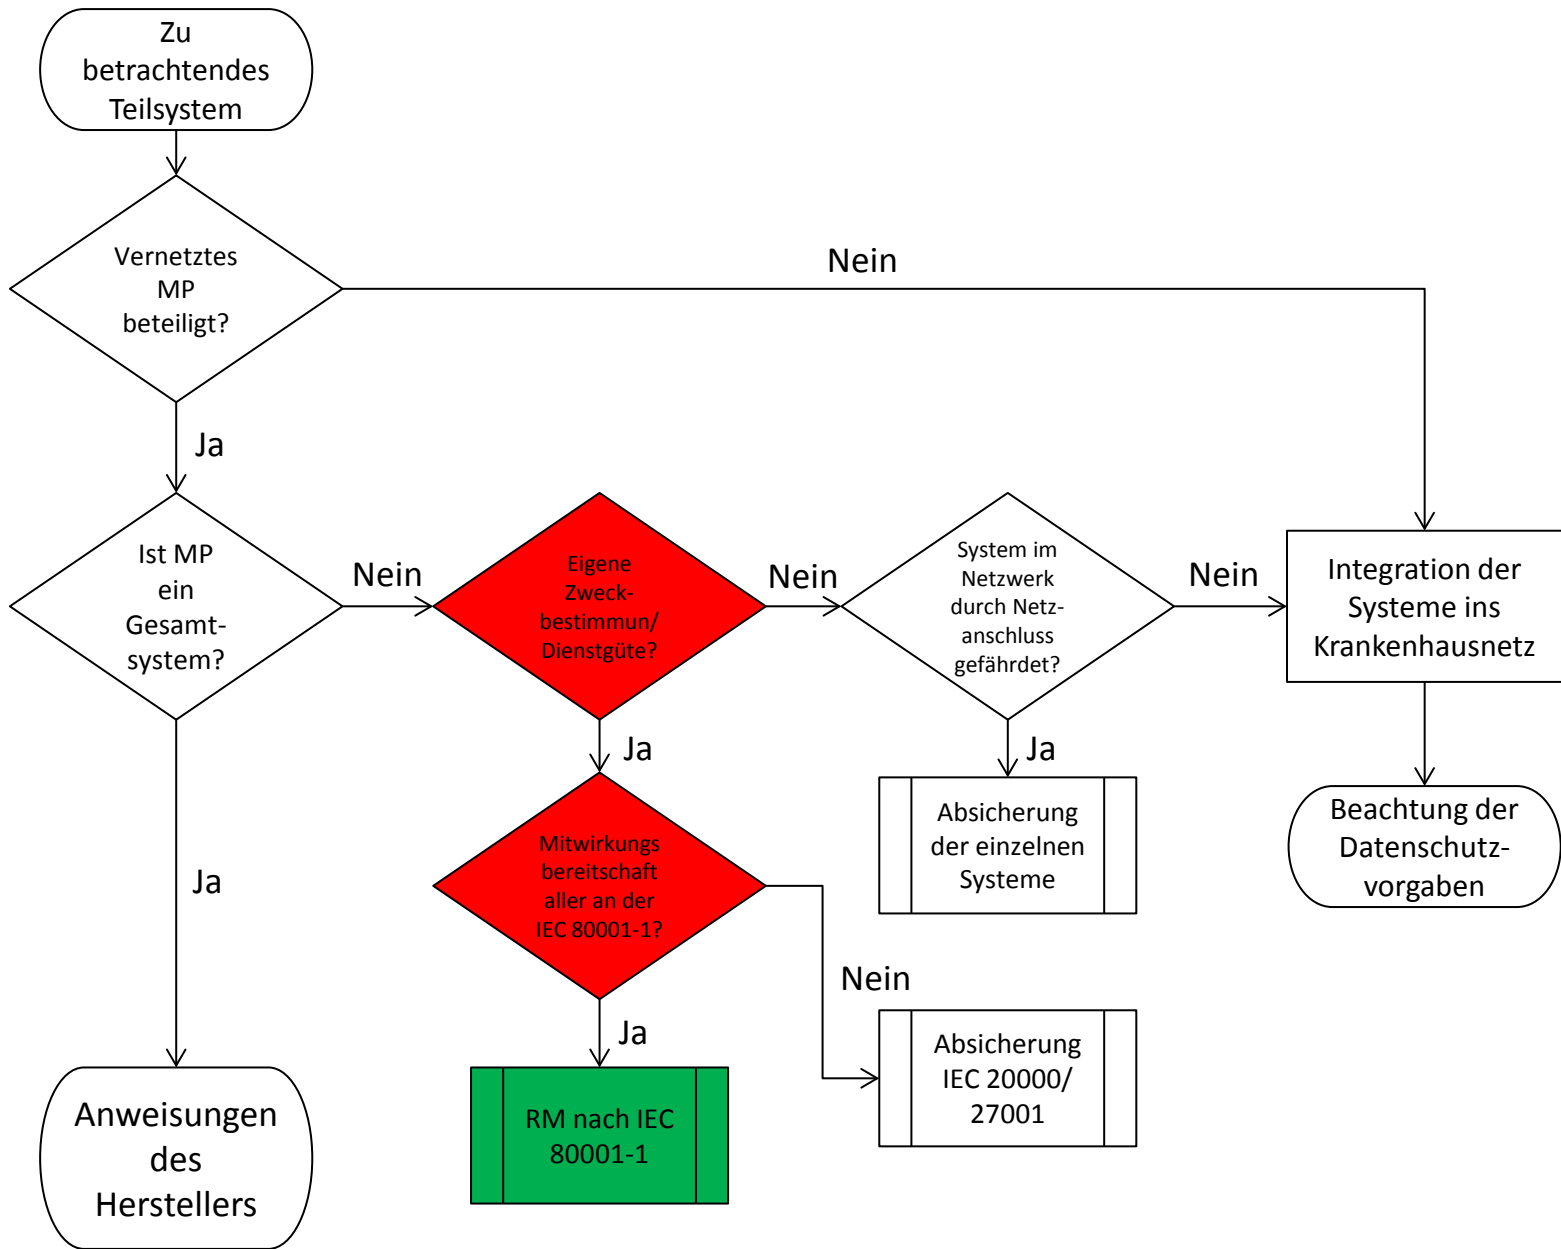 Zu
betrachtendes
Teilsystem
Vernetztes
MP
beteiligt?
Nein
Ja
Ist MP
ein
Gesamt-
system?
Nein
Eigene
Zweck-
bestimmun/
Dienstgüte?
Nein
System im
Netzwerk
durch Netz-
anschluss
gefährdet?
Nein
Integration der
Systeme ins
Krankenhausnetz
Ja
Ja
Mitwirkungs
bereitschaft
aller an der
IEC 80001-1?
Absicherung
der einzelnen
Systeme
Beachtung der
Datenschutz-
vorgaben
Ja
Nein
Ja
Absicherung
IEC 20000/
27001
RM nach IEC
80001-1
Anweisungen
des
Herstellers